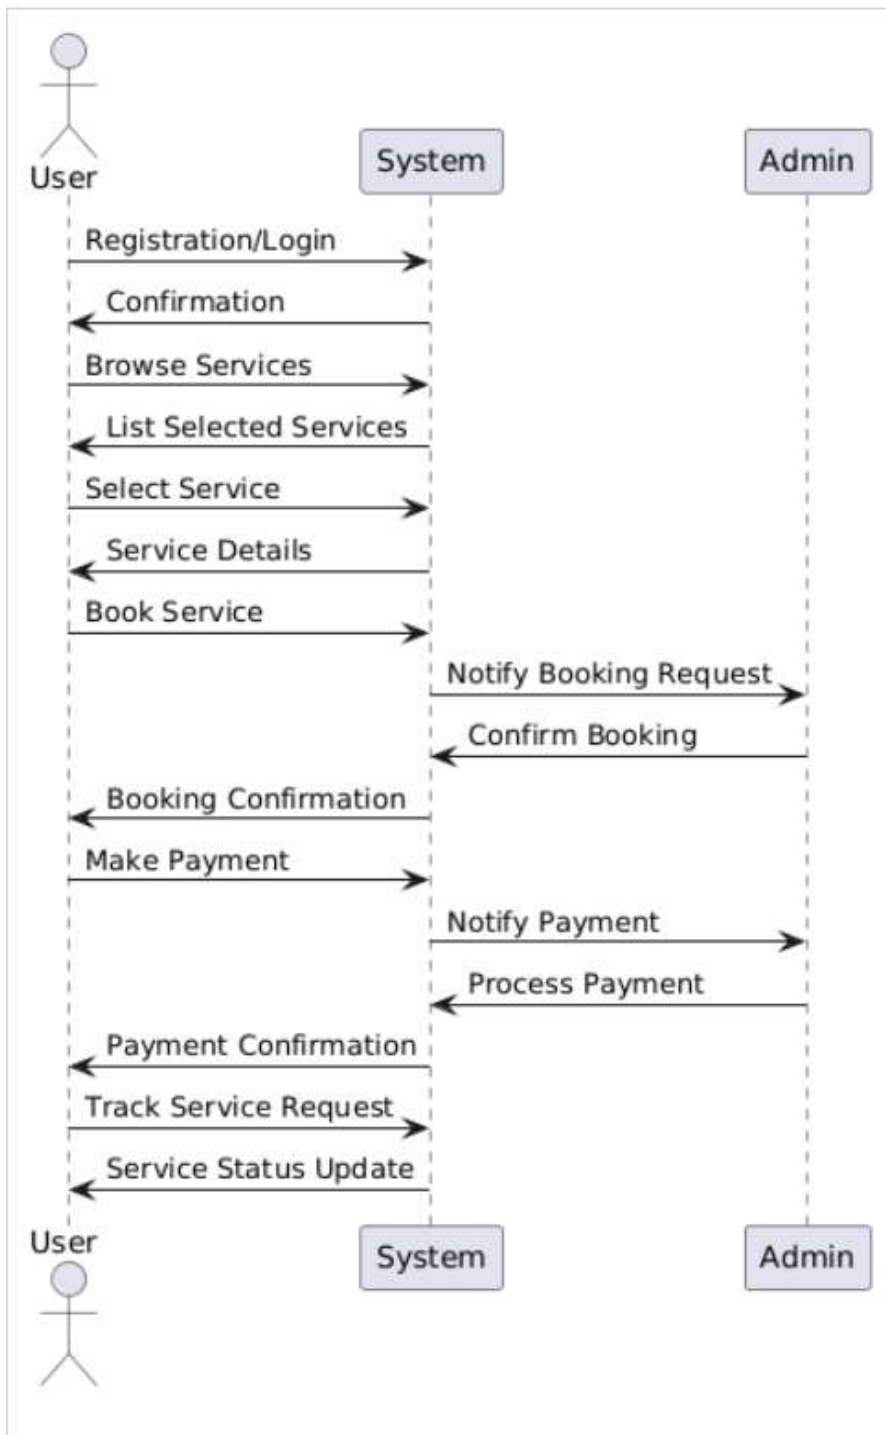 User
System
Admin
Registration/Login
Confirmation
Browse Services
List Selected Services
Select Service
Service Details
Book Service
Notify Booking Request
Confirm Booking
Booking Confirmation
Make Payment
Notify Payment
Process Payment
Payment Confirmation
Track Service Request
Service Status Update
User
System
Admin